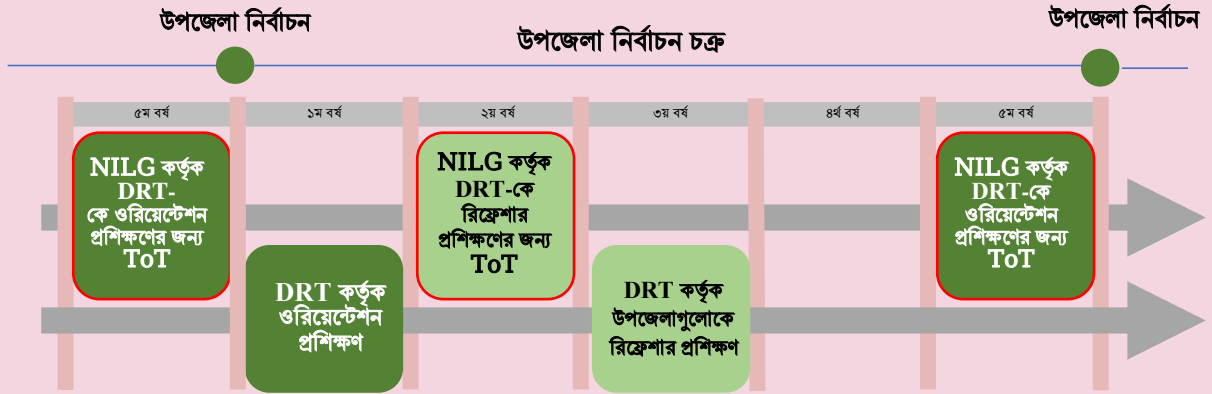 উপজেলা নির্বাচন
উপজেলা নির্বাচন চক্র
উপজেলা নির্বাচন
৫ম বর্ষ
১ম বর্ষ
২য় বর্ষ
৩য় বর্ষ
৪র্থ বর্ষ
৫ম বর্ষ
NILG কর্তৃক
DRT-
কে ওরিয়েন্টেশন
প্রশিক্ষণের জন্য
ToT
DRT কর্তৃক
ওরিয়েন্টেশন
প্রশিক্ষণ
NILG কর্তৃক
DRT-কে
রিফ্রেশার
প্রশিক্ষণের জন্য
ToT
DRT কর্তৃক
উপজেলাগুলোকে
রিফ্রেশার প্রশিক্ষণ
NILG কর্তৃক
DRT-কে
ওরিয়েন্টেশন
প্রশিক্ষণের জন্য
ToT